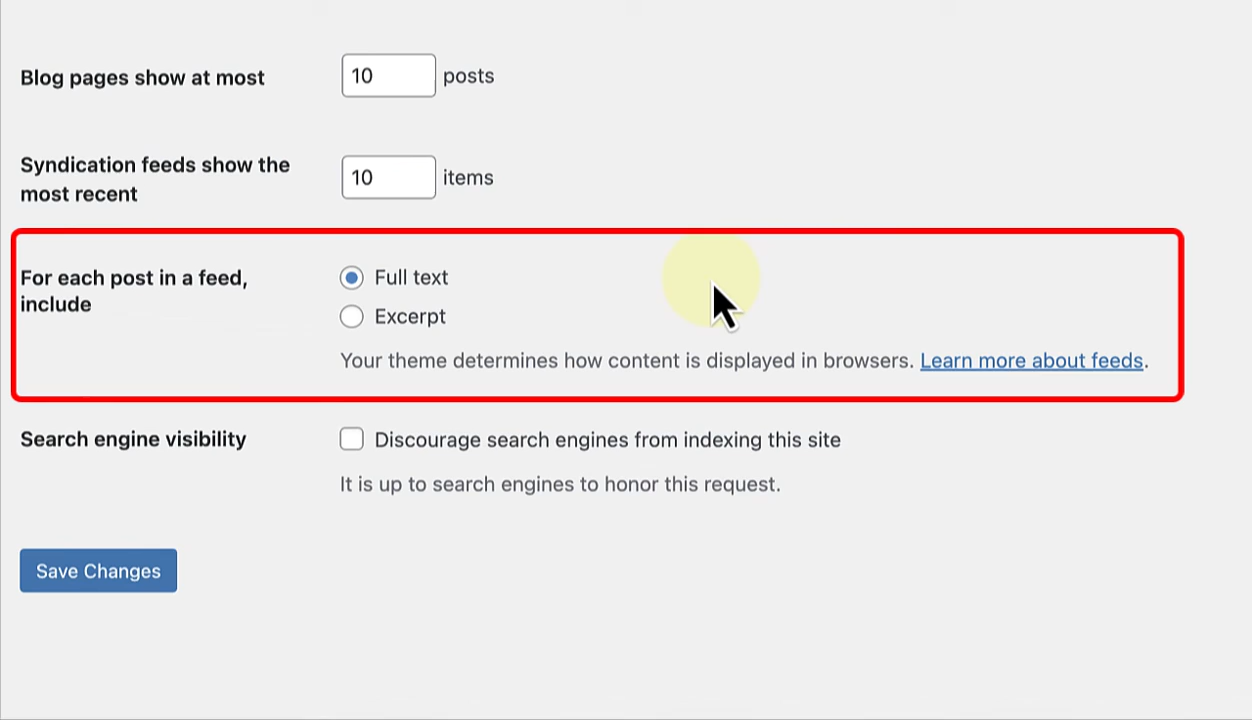 Blog pages show at most
10 posts
Syndication feeds show the
most recent
10 items
For each post in a feed,
include
Full text
Excerpt
Your theme determines how content is displayed in browsers. Learn more about feeds.
Search engine visibility
Discourage search engines from indexing this site
It is up to search engines to honor this request.
Save Changes